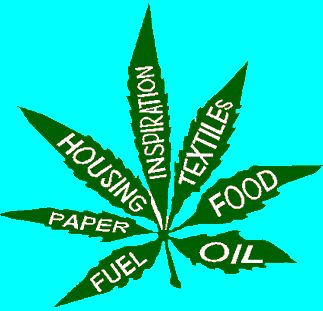 INSPIRATION
TEXTILES
HOUSING
FOOD
PAPER
OIL
FUEL